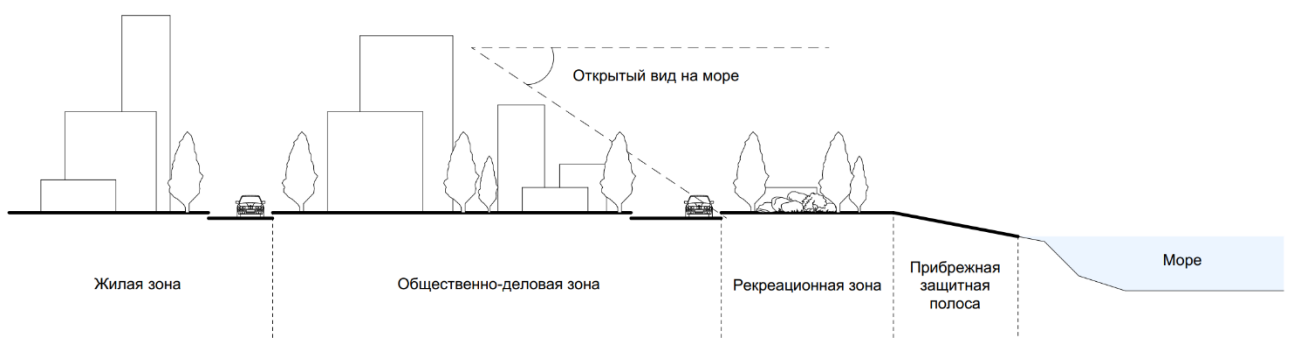 Открытый вид на море
Жилая зона
Общественно-деловая зона
Рекреационная зона
Прибрежная
защитная
полоса
Море